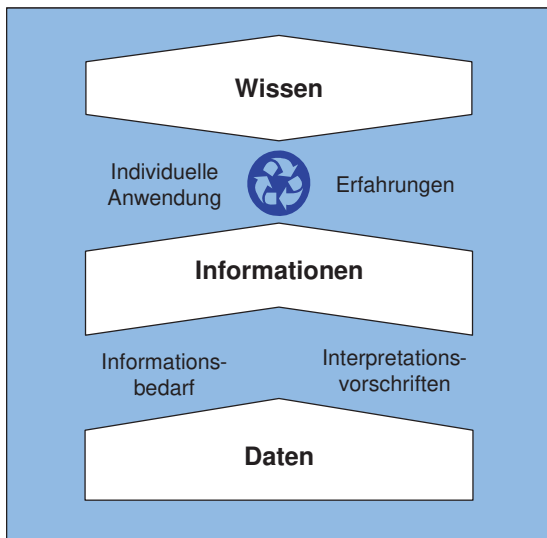 Wissen
Individuelle
Anwendung
Erfahrungen
Informationen
Informations-
bedarf
Interpretations-
vorschriften
Daten